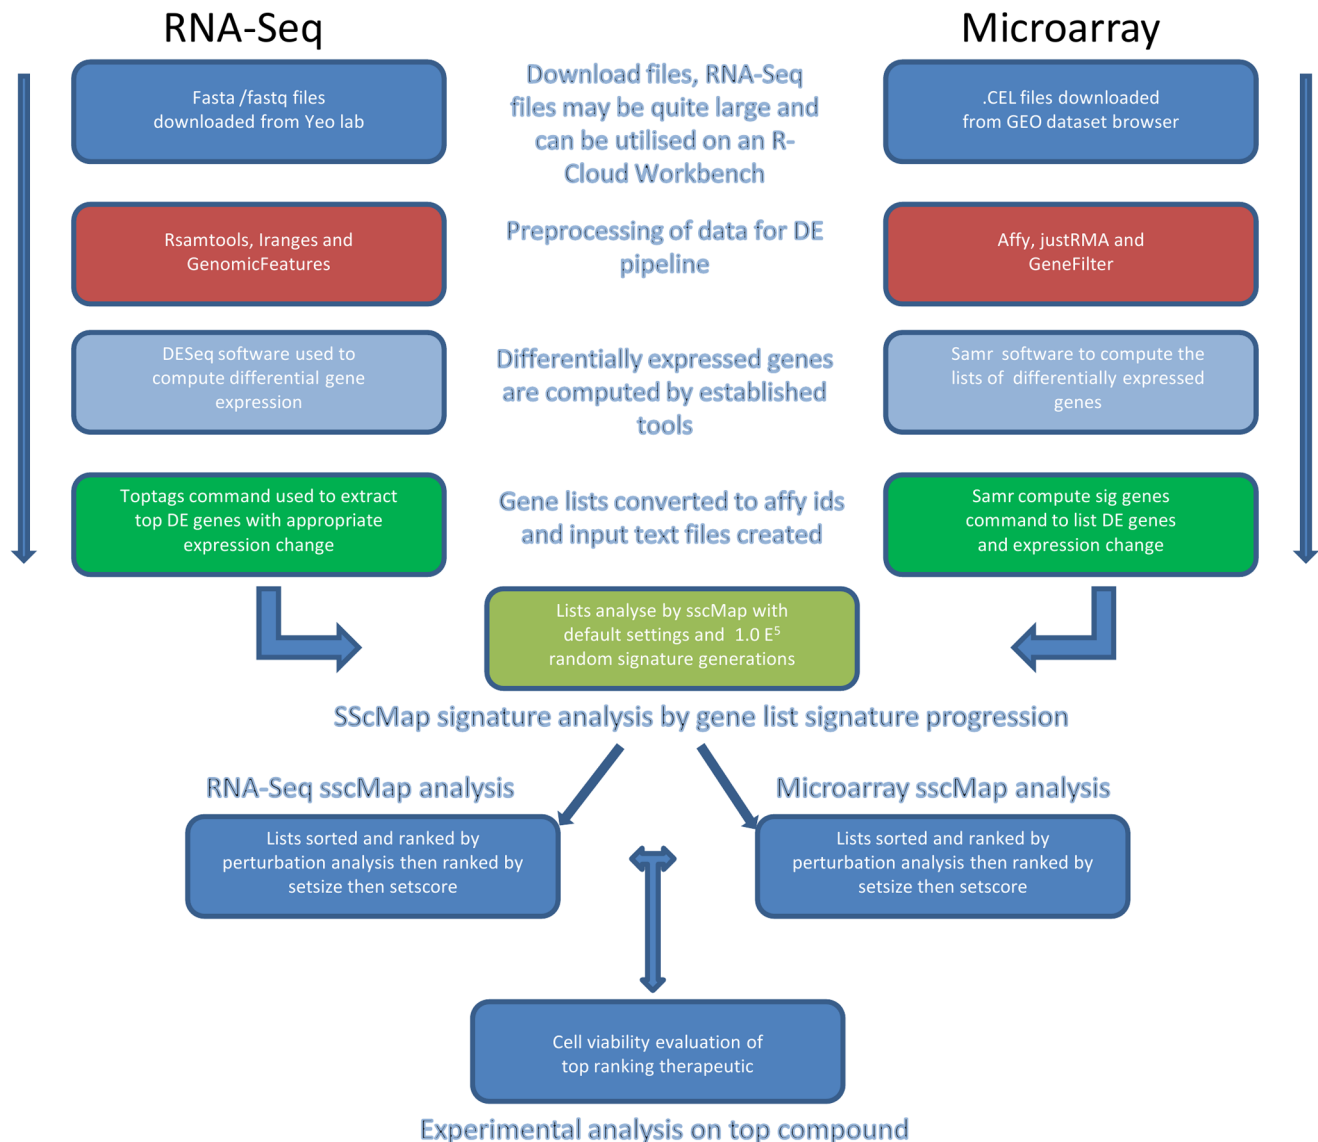 RNA-Seq
Microarray
Fasta /fastq files
downloaded from Yeo lab
Download files, RNA-Seq
files may be quite large and
can be utilised on an R-
Cloud Workbench
.CEL files downloaded
from GEO dataset browser
Rsamtools, Iranges and
GenomicFeatures
Preprocessing of data for DE
pipeline
Affy, justRMA and
GeneFilter
DESeq software used to
compute differential gene
expression
Differentially expressed genes
are computed by established
tools
Samr software to compute the
lists of differentially expressed
genes
Toptags command used to extract
top DE genes with appropriate
expression change
Gene lists converted to affy ids
and input text files created
Samr compute sig genes
command to list DE genes
and expression change
Lists analyse by sscMap with
default settings and 1.0 E⁵
random signature generations
SScMap signature analysis by gene list signature progression
RNA-Seq sscMap analysis
Microarray sscMap analysis
Lists sorted and ranked by
perturbation analysis then ranked by
setsize then setscore
Lists sorted and ranked by
perturbation analysis then ranked by
setsize then setscore
Cell viability evaluation of
top ranking therapeutic
Experimental analysis on top compound